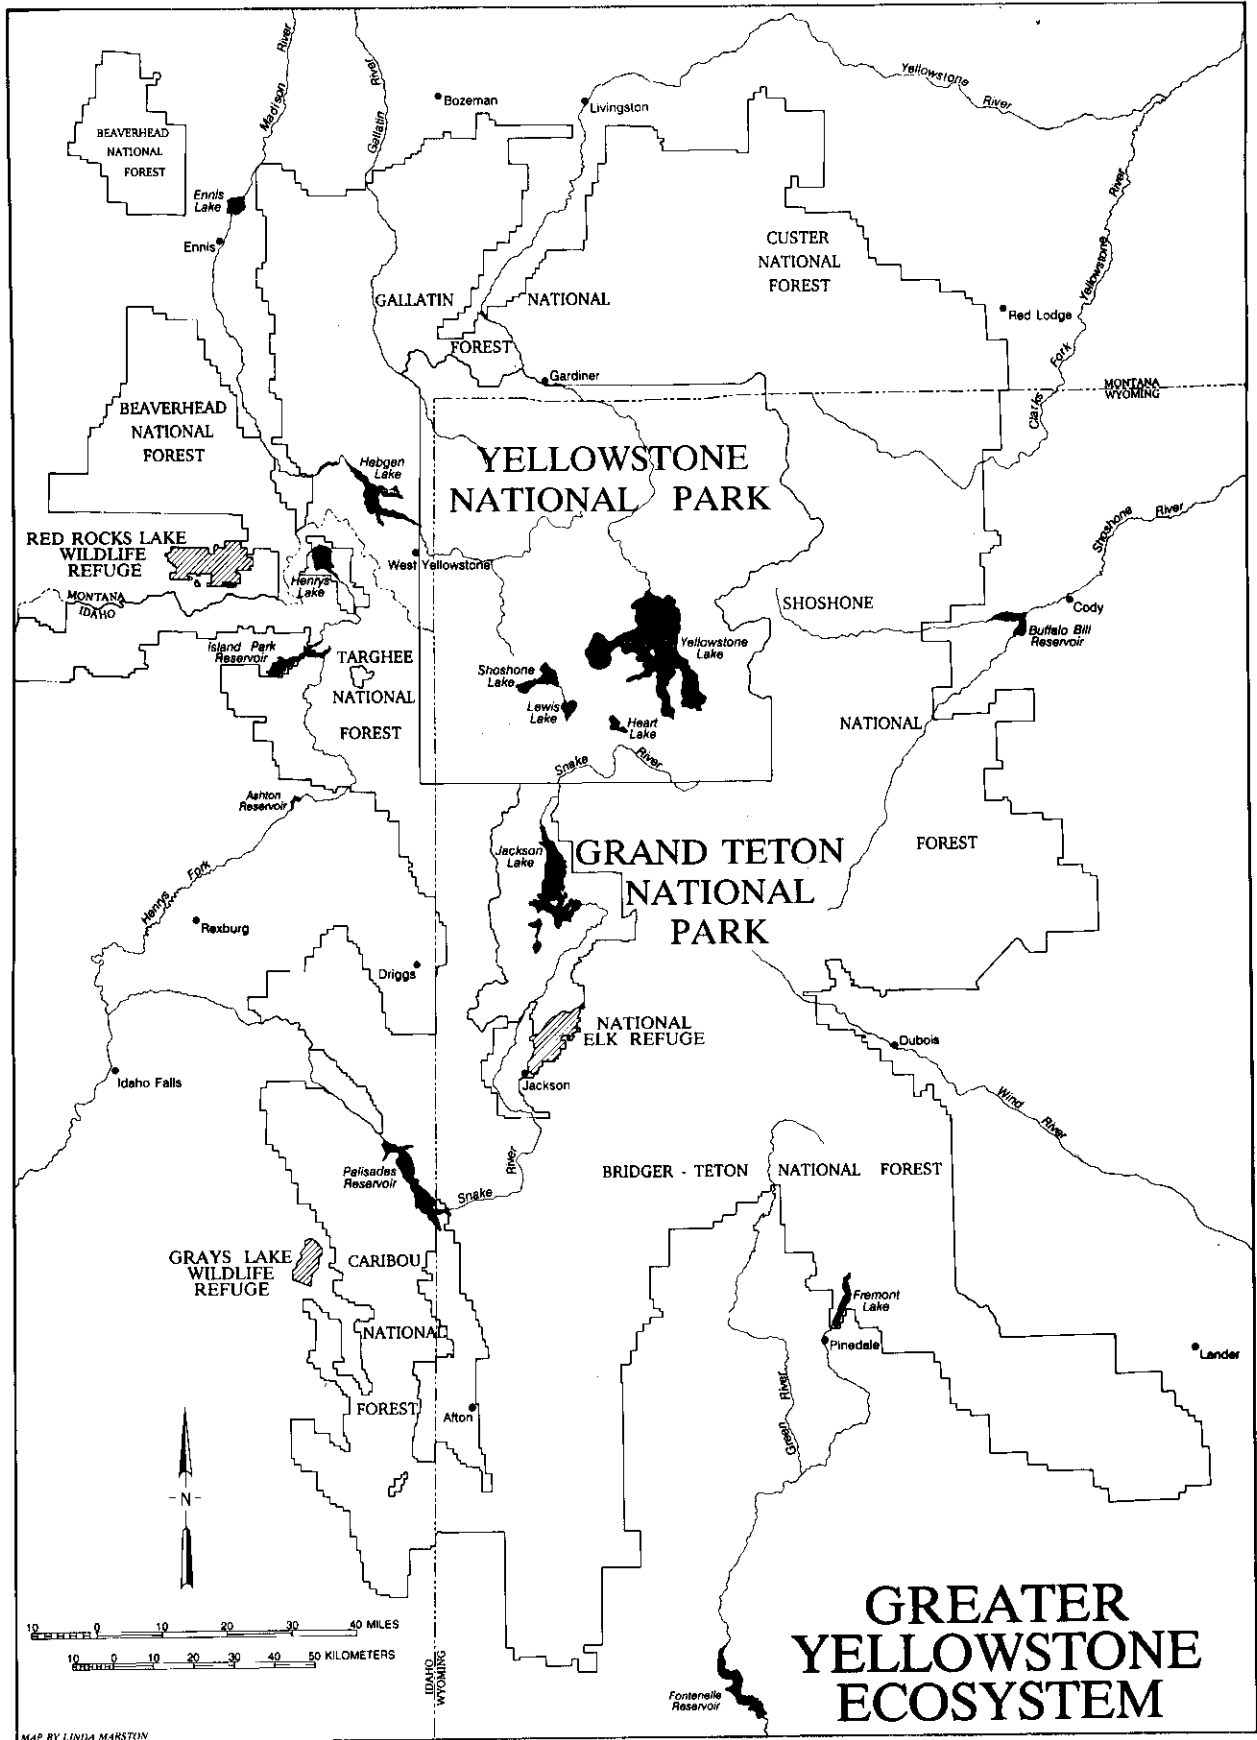 Madison
River
Gallatin
River
Bozeman
Livingston
Yellowstone
River
BEAVERHEAD
NATIONAL
FOREST
Ennis
Lake
Ennis
CUSTER
NATIONAL
FOREST
Clarks
Fork
Yellowstone
River
GALLATIN
NATIONAL
FOREST
Red Lodge
Gardiner
MONTANA
WYOMING
BEAVERHEAD
NATIONAL
FOREST
Hebgen
Lake
YELLOWSTONE
NATIONAL PARK
Shoshone
River
RED ROCKS LAKE
WILDLIFE
REFUGE
West Yellowstone
Henrys
Lake
MONTANA
IDAHO
SHOSHONE
Cody
Buffalo Bill
Reservoir
Island Park
Reservoir
TARGHEE
NATIONAL
FOREST
Yellowstone
Lake
Shoshone
Lake
Lewis
Lake
Heart
Lake
NATIONAL
Snake
River
Ashton
Reservoir
FOREST
Jackson
Lake
GRAND TETON
NATIONAL
PARK
Henrys
Fork
Rexburg
Driggs
NATIONAL
ELK REFUGE
Dubois
Idaho Falls
Jackson
Wind
River
Palisades
Reservoir
Snake
River
BRIDGER - TETON NATIONAL FOREST
GRAYS LAKE
WILDLIFE
REFUGE
CARIBOU
NATIONAL
FOREST
Fremont
Lake
Pinedale
Lander
Green
River
Afton
-N-
10 0 10 20 30 40 MILES
10 0 10 20 30 40 50 KILOMETERS
IDAHO
WYOMING
Fontenelle
Reservoir
GREATER
YELLOWSTONE
ECOSYSTEM
MAP BY LINDA MARSTON